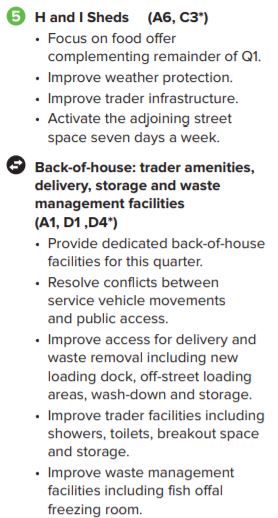 5 H and I Sheds (A6, C3*)
• Focus on food offer
complementing remainder of Q1.
• Improve weather protection.
• Improve trader infrastructure.
• Activate the adjoining street
space seven days a week.
Back-of-house: trader amenities,
delivery, storage and waste
management facilities
(A1, D1 ,D4*)
• Provide dedicated back-of-house
facilities for this quarter.
• Resolve conflicts between
service vehicle movements
and public access.
• Improve access for delivery and
waste removal including new
loading dock, off-street loading
areas, wash-down and storage.
• Improve trader facilities including
showers, toilets, breakout space
and storage.
• Improve waste management
facilities including fish offal
freezing room.